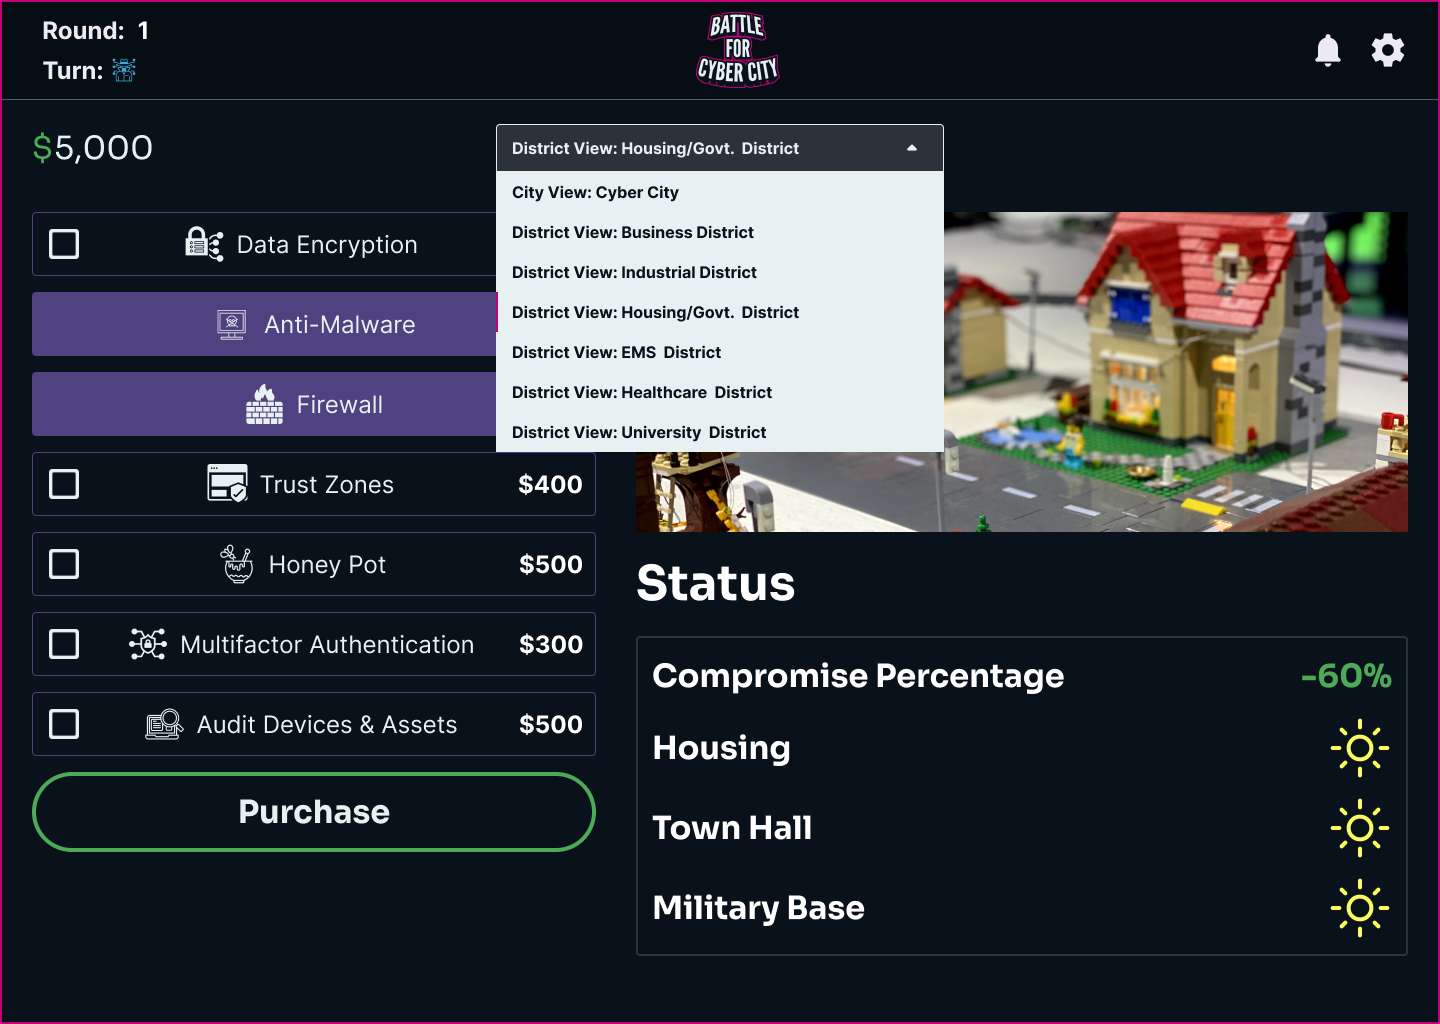 Round: 1
Turn:
BATTLE
FOR
CYBER CITY
$5,000
District View: Housing/Govt. District
City View: Cyber City
District View: Business District
District View: Industrial District
District View: Housing/Govt. District
District View: EMS District
District View: Healthcare District
District View: University District
Data Encryption
Anti-Malware
Firewall
Trust Zones $400
Honey Pot $500
Multifactor Authentication $300
Audit Devices & Assets $500
Purchase
Status
Compromise Percentage -60%
Housing
Town Hall
Military Base